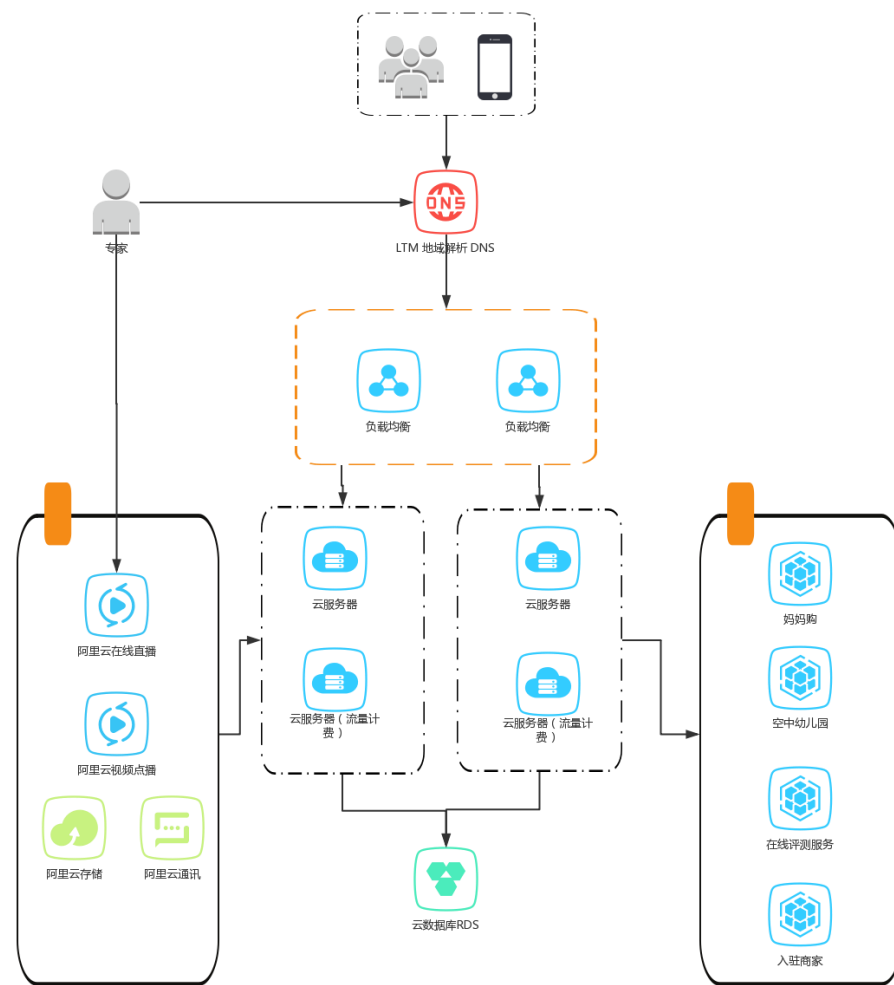 DNS
专家
LTM 地域解析 DNS
负载均衡
负载均衡
云服务器
云服务器
云服务器（流量计
费）
云服务器（流量计
费）
阿里云在线直播
阿里云视频点播
阿里云存储
阿里云通讯
云数据库RDS
妈妈购
空中幼儿园
在线评测服务
入驻商家